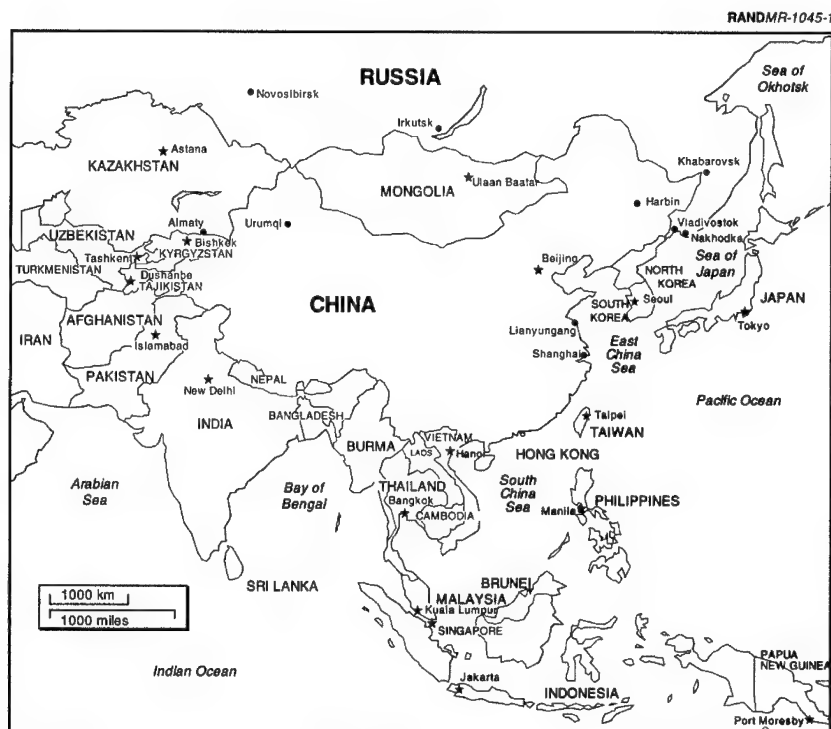 RANDMR-1045-1
RUSSIA
Sea of
Okhotsk
Novosibirsk
Irkutsk
Astana
KAZAKHSTAN
Khabarovsk
MONGOLIA
Ulaan Baatar
Harbin
Almaty
Urumqi
Vladivostok
UZBEKISTAN
Bishkek
Nakhodka
Tashkent
KYRGYZSTAN
Sea of
Japan
Beijing
TURKMENISTAN
NORTH
KOREA
Dushanbe
TAJIKISTAN
CHINA
SOUTH
KOREA
Seoul
JAPAN
AFGHANISTAN
Lianyungang
Tokyo
IRAN
Islamabad
East
China
Sea
Shanghai
PAKISTAN
NEPAL
New Delhi
Pacific Ocean
BANGLADESH
INDIA
Taipei
TAIWAN
VIETNAM
BURMA
LAOS
Hanoi
HONG KONG
Arabian
Sea
Bay of
Bengal
THAILAND
South
China
Sea
Bangkok
PHILIPPINES
CAMBODIA
Manila
SRI LANKA
BRUNEI
1000 km
MALAYSIA
Kuala Lumpur
1000 miles
SINGAPORE
PAPUA
NEW GUINEA
Indian Ocean
Jakarta
INDONESIA
Port Moresby